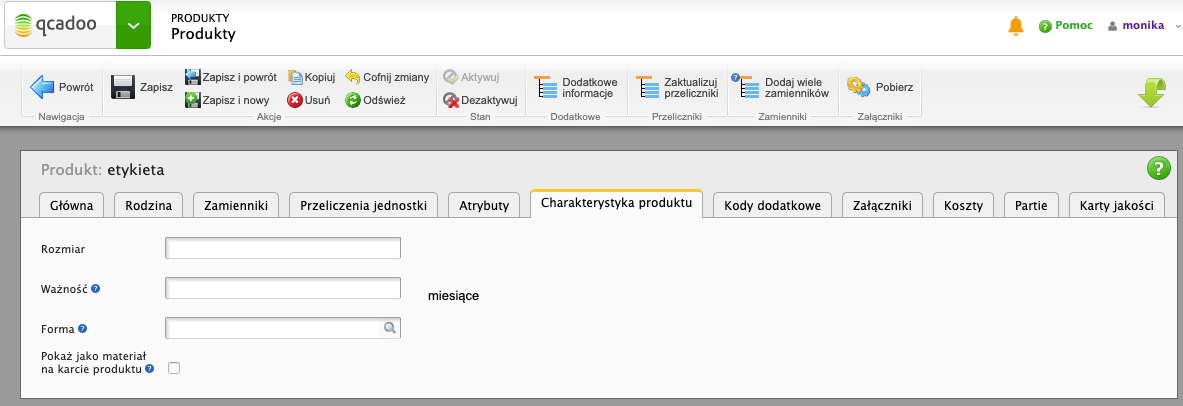 qcadoo
PRODUKTY
Produkty
? Pomoc
monika
Powrót
Nawigacja
Zapisz
Zapisz i powrót
Kopiuj
Cofnij zmiany
Zapisz i nowy
Usuń
Odśwież
Akcje
Aktywuj
Dezaktywuj
Stan
Dodatkowe
informacje
Dodatkowe
Zaktualizuj
przeliczniki
Przeliczniki
? Dodaj wiele
zamienników
Zamienniki
Pobierz
Załączniki
Produkt: etykieta
?
Główna
Rodzina
Zamienniki
Przeliczenia jednostki
Atrybuty
Charakterystyka produktu
Kody dodatkowe
Załączniki
Koszty
Partie
Karty jakości
Rozmiar
Ważność ?
miesiące
Forma ?
Pokaż jako materiał
na karcie produktu ?